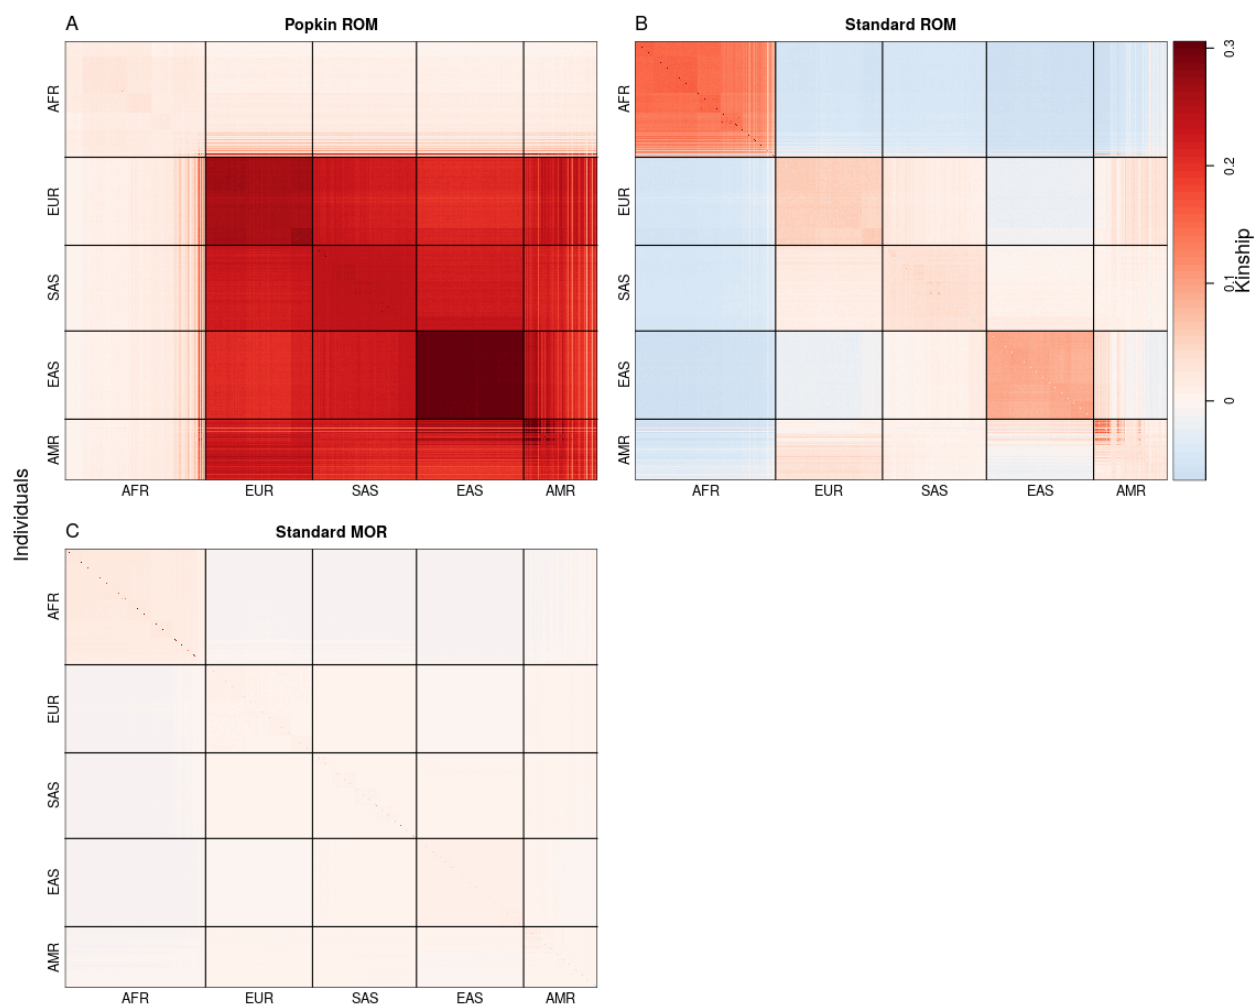 A
Popkin ROM
B
Standard ROM
AFR
EUR
SAS
EAS
AMR
AFR
EUR
SAS
EAS
AMR
AFR
EUR
SAS
EAS
AMR
AFR
EUR
SAS
EAS
AMR
0.3
0.2
0.1
0
Kinship
Individuals
C
Standard MOR
AFR
EUR
SAS
EAS
AMR
AFR
EUR
SAS
EAS
AMR